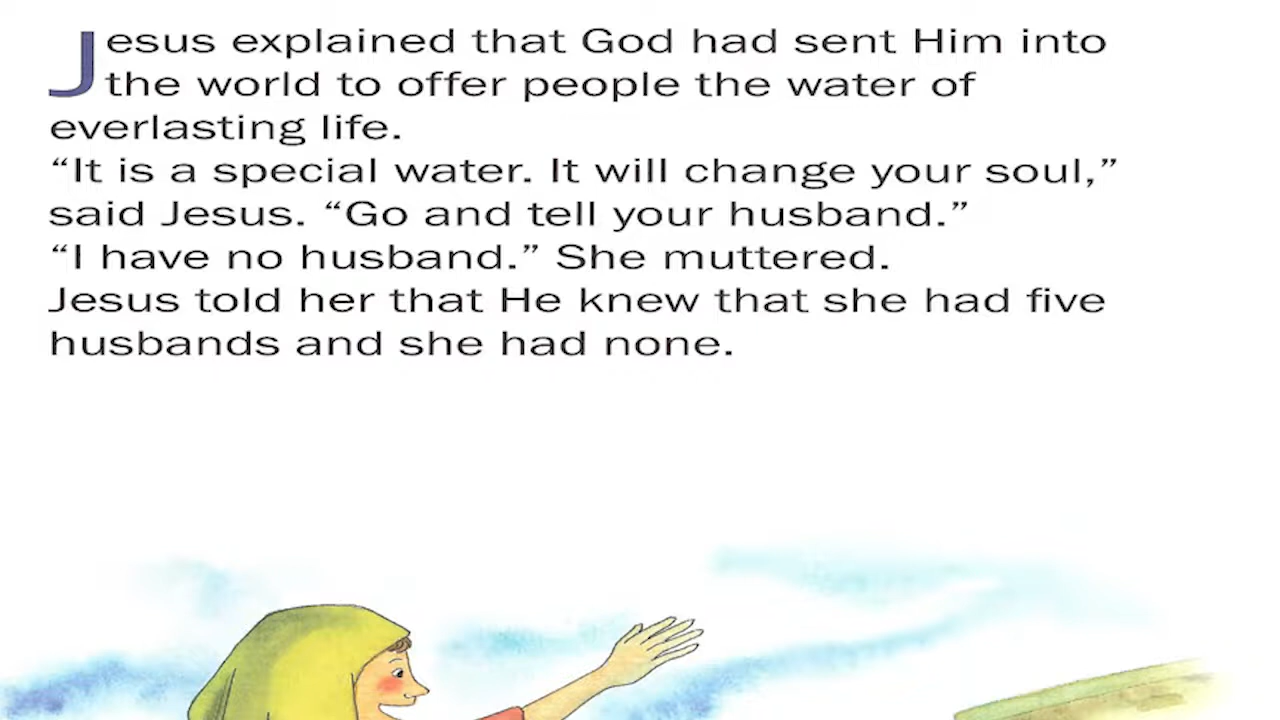 Jesus explained that God had sent Him into
the world to offer people the water of
everlasting life.
“It is a special water. It will change your soul,”
said Jesus. “Go and tell your husband.”
“I have no husband.” She muttered.
Jesus told her that He knew that she had five
husbands and she had none.